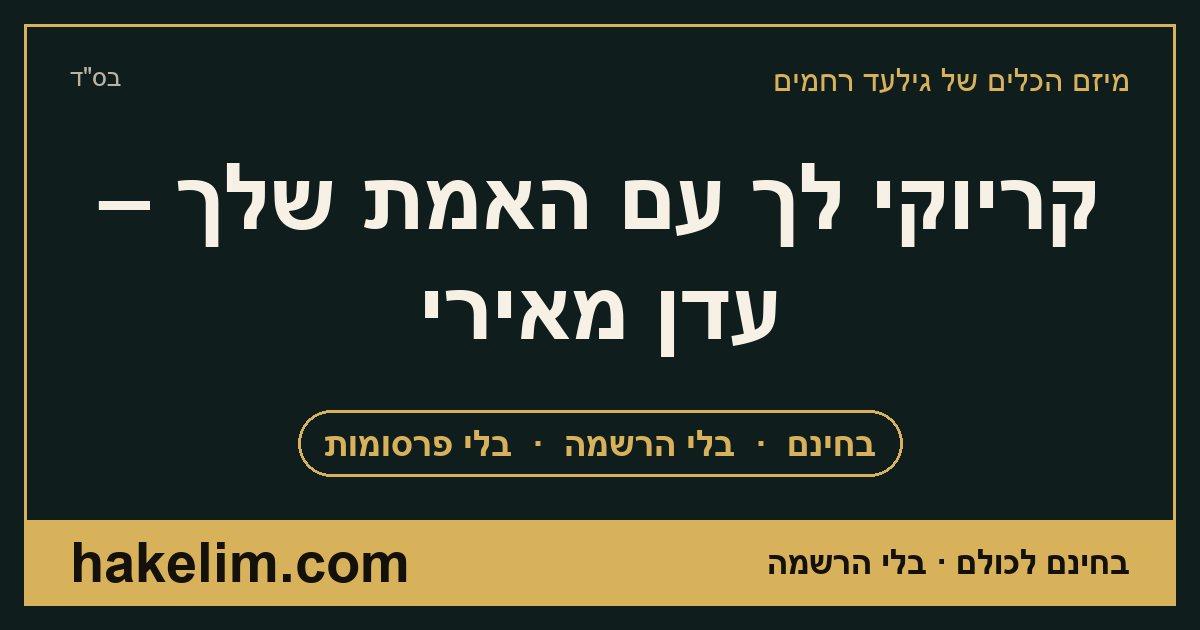 בס"ד
מיזם הכלים של גילעד רחמים
קריוקי לך עם האמת שלך –
עדן מאירי
בחינם · בלי הרשמה · בלי פרסומות
בחינם לכולם · בלי הרשמה
hakelim.com